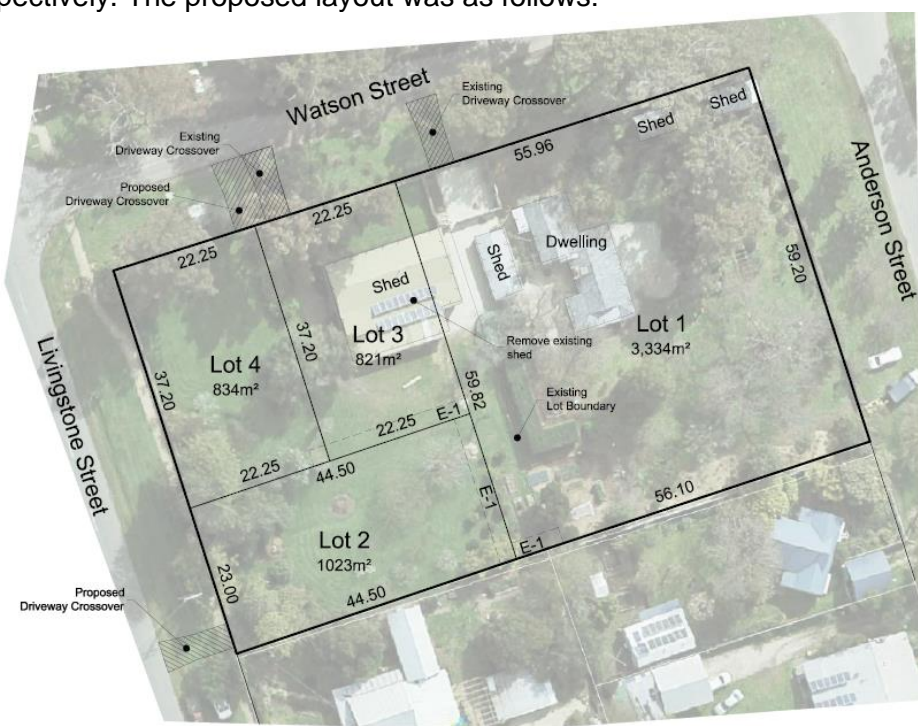 pectively. The proposed layout was as follows:
Watson Street
Existing
Driveway Crossover
Existing
Driveway Crossover
Proposed
Driveway Crossover
Shed
Shed
55.96
22.25
22.25
Anderson Street
Dwelling
Shed
Shed
59.20
Lot 1
3,334m²
Remove existing
shed
Lot 3
821m²
37.20
Lot 4
834m²
37.20
Livingstone Street
59.82
Existing
Lot Boundary
E-1
22.25
22.25
44.50
E-1
56.10
E-1
Lot 2
1023m²
23.00
44.50
Proposed
Driveway Crossover